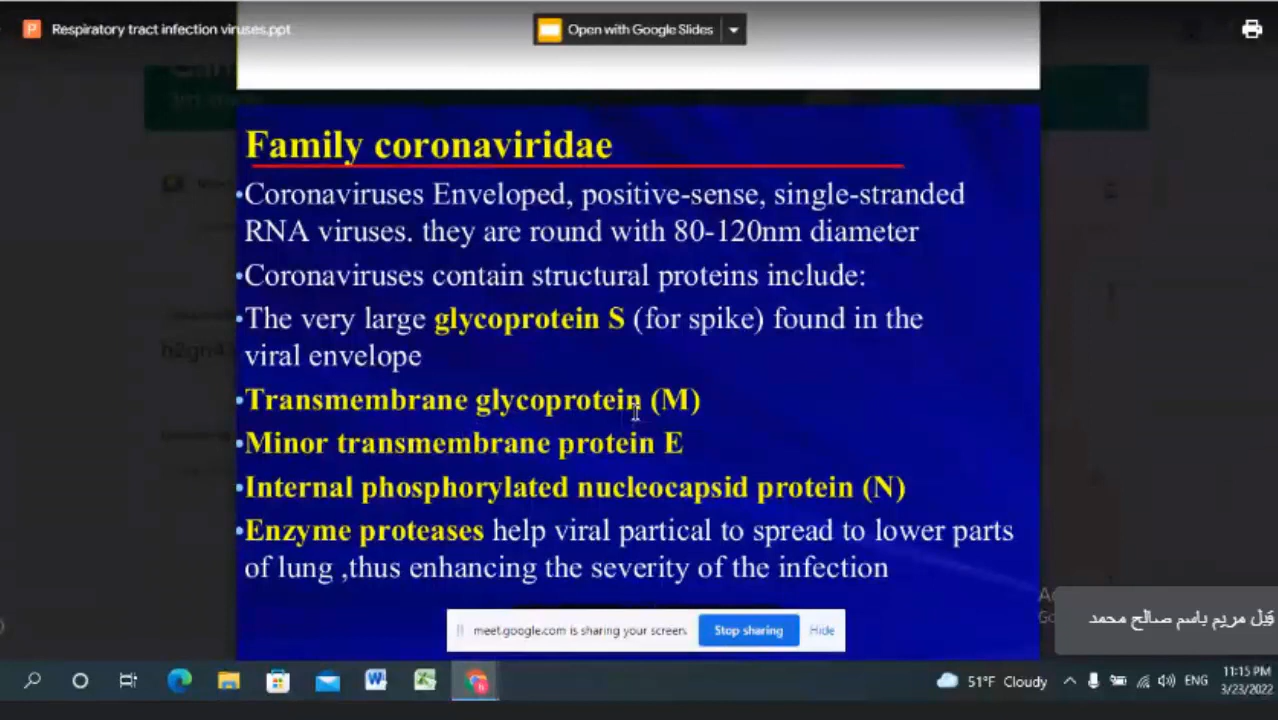 Respiratory tract infection viruses.ppt
Open with Google Slides
Family coronaviridae
•Coronaviruses Enveloped, positive-sense, single-stranded
RNA viruses. they are round with 80-120nm diameter
•Coronaviruses contain structural proteins include:
•The very large glycoprotein S (for spike) found in the
viral envelope
•Transmembrane glycoprotein (M)
•Minor transmembrane protein E
•Internal phosphorylated nucleocapsid protein (N)
•Enzyme proteases help viral partical to spread to lower parts
of lung ,thus enhancing the severity of the infection
مريم باسم صالح محمد
meet.google.com is sharing your screen.
Stop sharing
Hide
51°F Cloudy
ENG
11:15 PM
3/23/2022